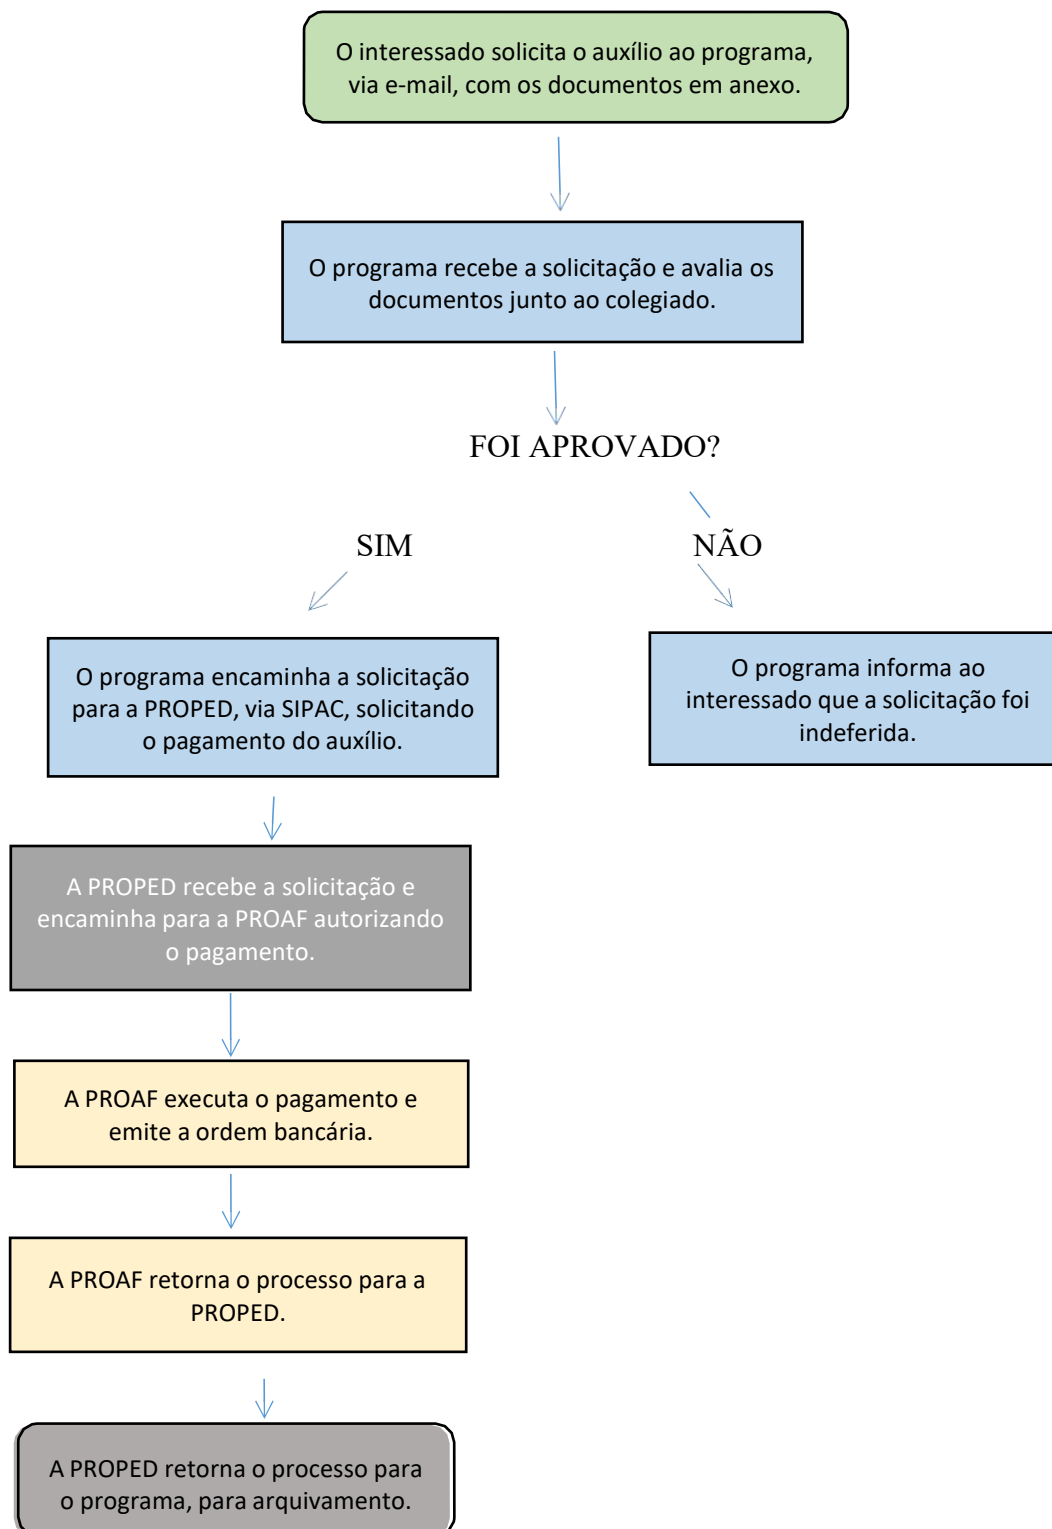 O interessado solicita o auxílio ao programa,
via e-mail, com os documentos em anexo.
O programa recebe a solicitação e avalia os
documentos junto ao colegiado.
FOI APROVADO?
SIM
NÃO
O programa encaminha a solicitação
para a PROPED, via SIPAC, solicitando
o pagamento do auxílio.
O programa informa ao
interessado que a solicitação foi
indeferida.
A PROPED recebe a solicitação e
encaminha para a PROAF autorizando
o pagamento.
A PROAF executa o pagamento e
emite a ordem bancária.
A PROAF retorna o processo para a
PROPED.
A PROPED retorna o processo para
o programa, para arquivamento.